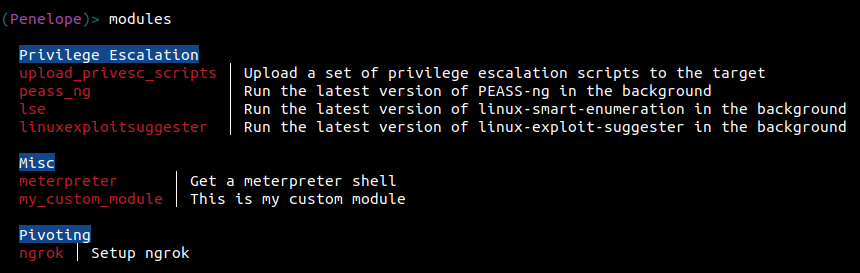 (Penelope)> modules
Privilege Escalation
upload_privesc_scripts | Upload a set of privilege escalation scripts to the target
peass_ng | Run the latest version of PEASS-ng in the background
lse | Run the latest version of linux-smart-enumeration in the background
linuxexploitsuggester | Run the latest version of linux-exploit-suggester in the background
Misc
meterpreter | Get a meterpreter shell
my_custom_module | This is my custom module
Pivoting
ngrok | Setup ngrok